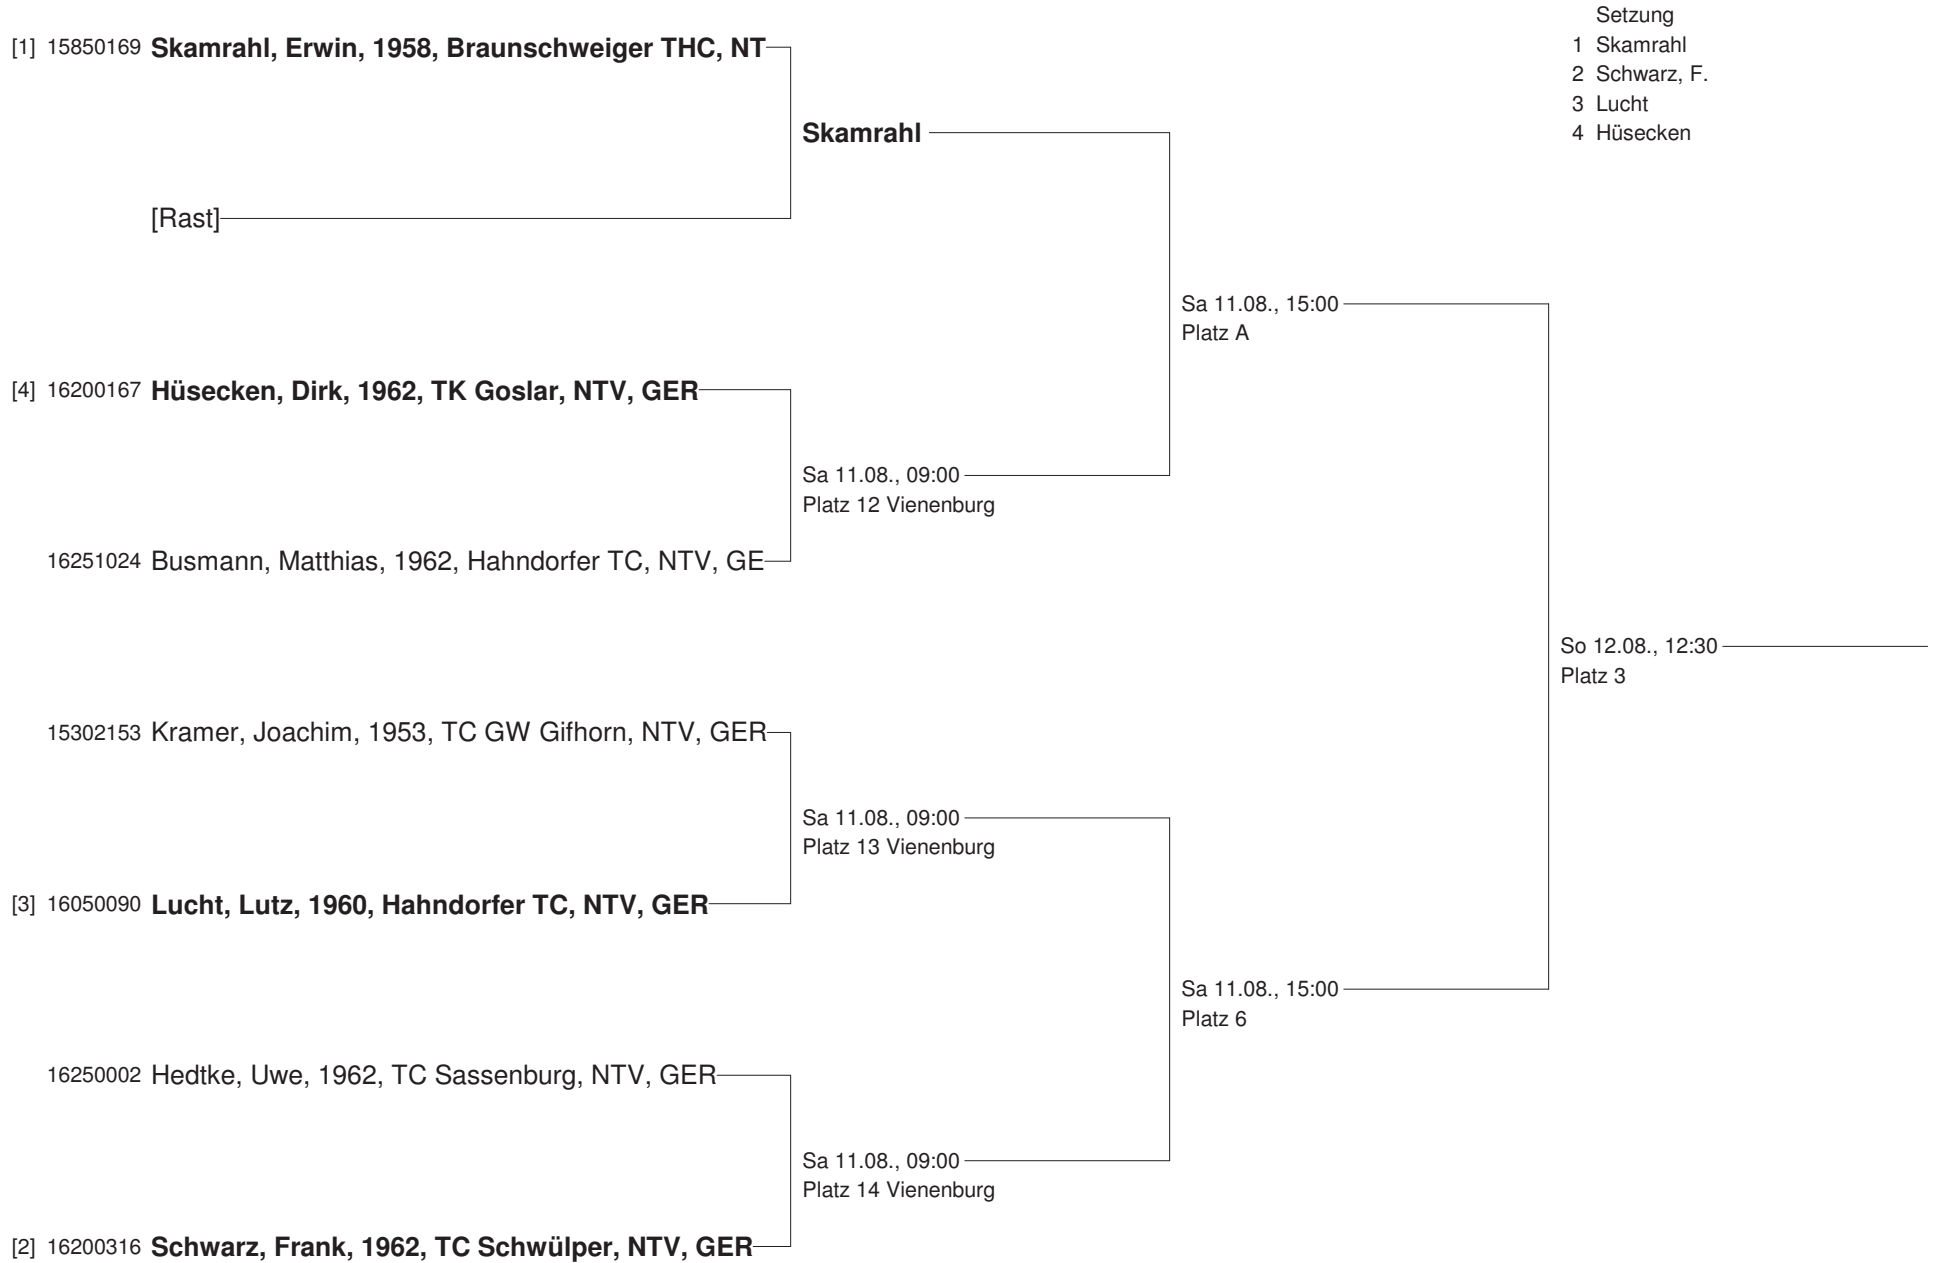 Setzung
1 Skamrahl
2 Schwarz, F.
3 Lucht
4 Hüsecken
[1] 15850169 Skamrahl, Erwin, 1958, Braunschweiger THC, NT
Skamrahl
[Rast]
Sa 11.08., 15:00
Platz A
[4] 16200167 Hüsecken, Dirk, 1962, TK Goslar, NTV, GER
Sa 11.08., 09:00
Platz 12 Vienenburg
16251024 Busmann, Matthias, 1962, Hahndorfer TC, NTV, GE
So 12.08., 12:30
Platz 3
15302153 Kramer, Joachim, 1953, TC GW Gifhorn, NTV, GER
Sa 11.08., 09:00
Platz 13 Vienenburg
[3] 16050090 Lucht, Lutz, 1960, Hahndorfer TC, NTV, GER
Sa 11.08., 15:00
Platz 6
16250002 Hedtke, Uwe, 1962, TC Sassenburg, NTV, GER
Sa 11.08., 09:00
Platz 14 Vienenburg
[2] 16200316 Schwarz, Frank, 1962, TC Schwülper, NTV, GER